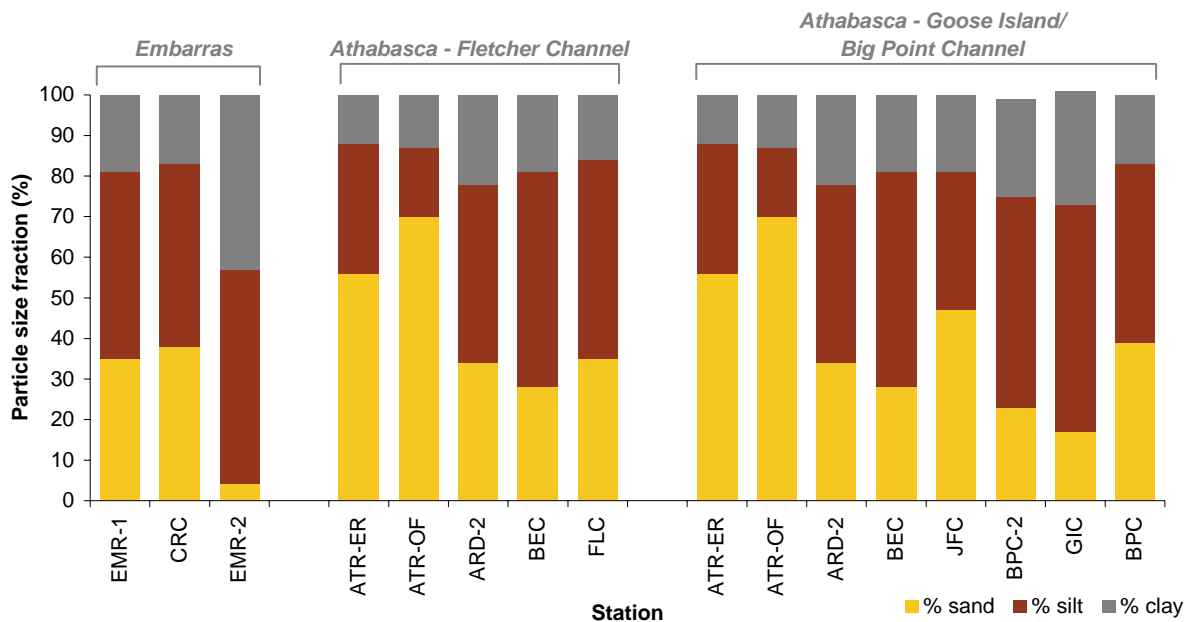 Athabasca - Goose Island/
Big Point Channel
Embarras
Athabasca - Fletcher Channel
Particle size fraction (%)
100
90
80
70
60
50
40
30
20
10
0
EMR-1
CRC
EMR-2
ATR-ER
ATR-OF
ARD-2
BEC
FLC
ATR-ER
ATR-OF
ARD-2
BEC
JFC
BPC-2
GIC
BPC
Station
% sand
% silt
% clay